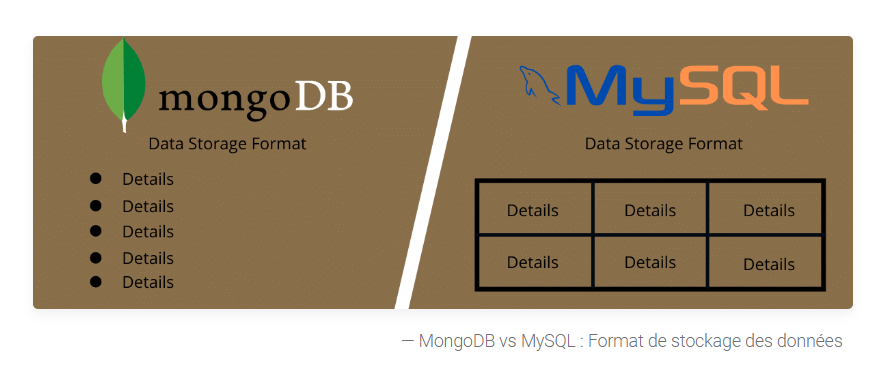 mongoDB
Data Storage Format
Details
Details
Details
Details
Details
MySQL
Data Storage Format
Details Details Details
Details Details Details
— MongoDB vs MySQL : Format de stockage des données